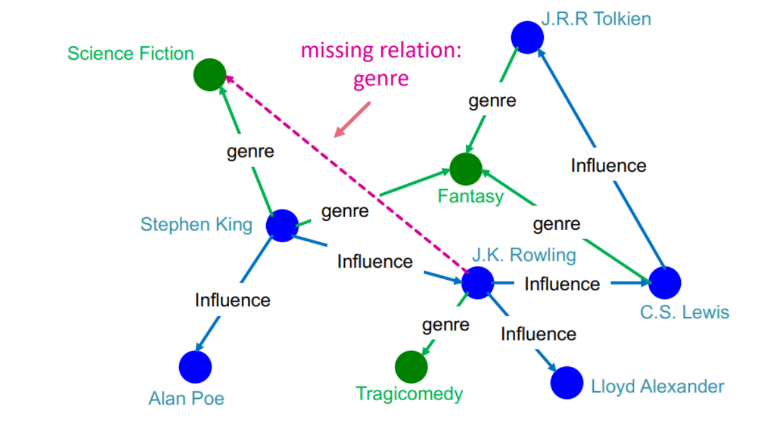 J.R.R Tolkien
Science Fiction
missing relation:
genre
genre
genre
Influence
Fantasy
genre
genre
Stephen King
J.K. Rowling
Influence
Influence
Influence
C.S. Lewis
genre
Influence
Alan Poe
Tragicomedy
Lloyd Alexander